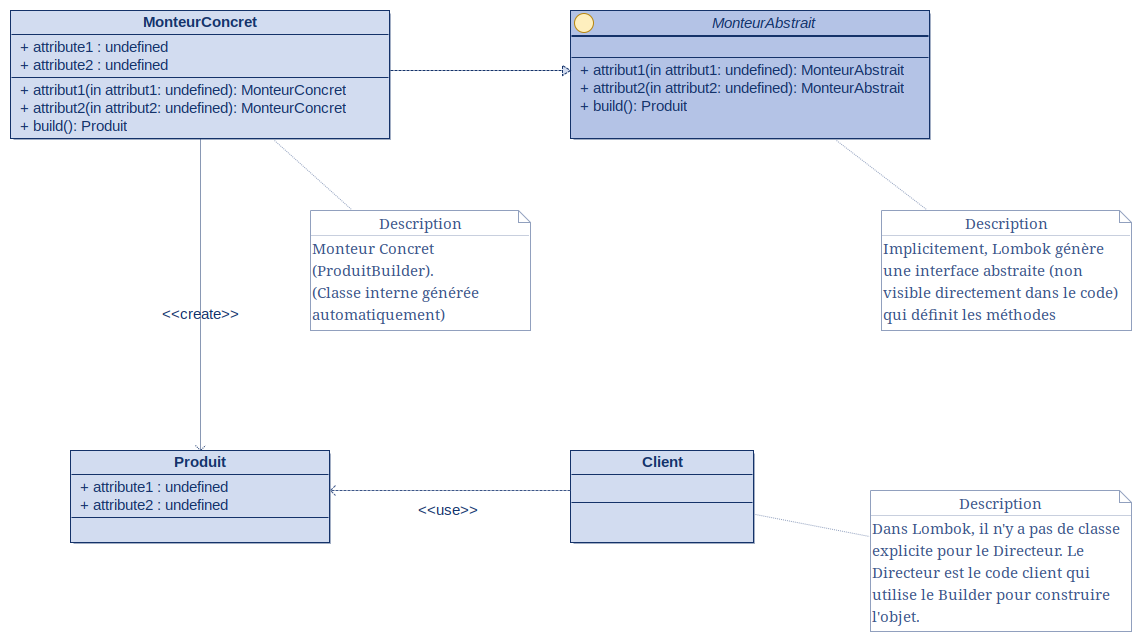 MonteurConcret
+ attribute1 : undefined
+ attribute2 : undefined
+ attribut1(in attribut1: undefined): MonteurConcret
+ attribut2(in attribut2: undefined): MonteurConcret
+ build(): Produit
MonteurAbstrait
+ attribut1(in attribut1: undefined): MonteurAbstrait
+ attribut2(in attribut2: undefined): MonteurAbstrait
+ build(): Produit
Description
Monteur Concret
(ProduitBuilder).
(Classe interne générée
automatiquement)
Description
Implicitement, Lombok génère
une interface abstraite (non
visible directement dans le code)
qui définit les méthodes
<<create>>
Produit
+ attribute1 : undefined
+ attribute2 : undefined
<<use>>
Client
Description
Dans Lombok, il n'y a pas de classe
explicite pour le Directeur. Le
Directeur est le code client qui
utilise le Builder pour construire
l'objet.